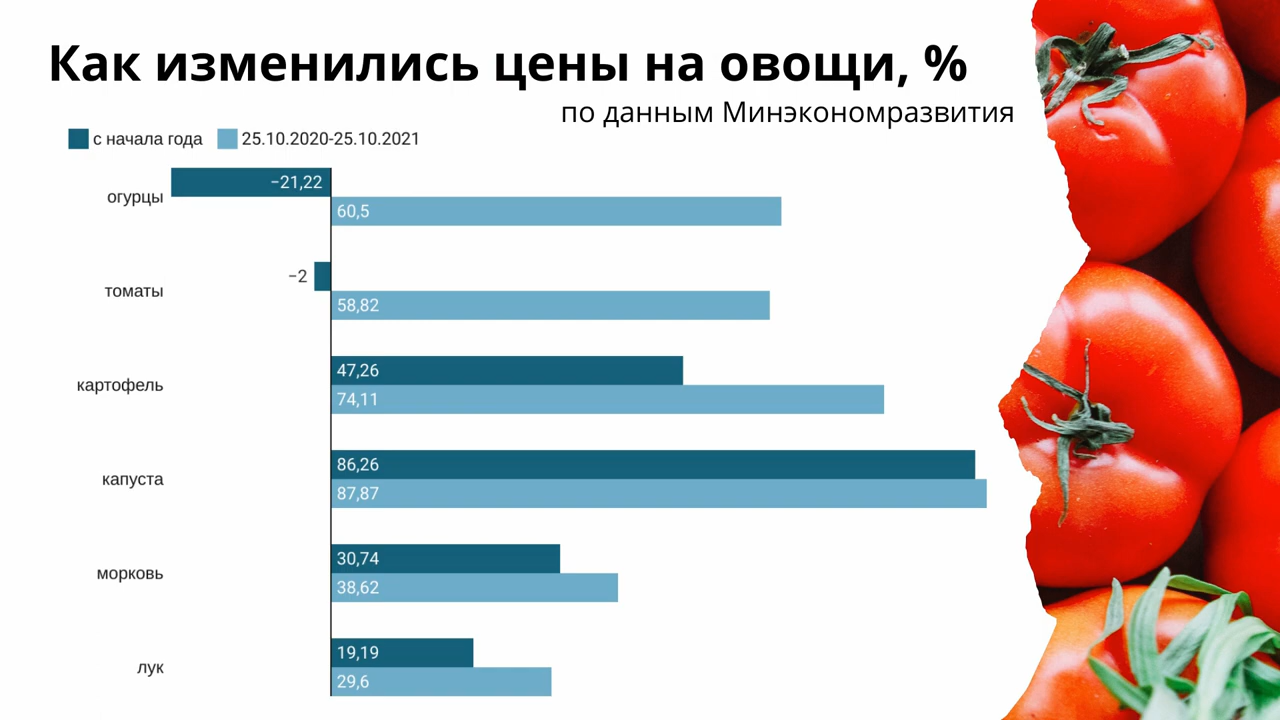 Как изменились цены на овощи, %
по данным Минэкономразвития
с начала года 25.10.2020-25.10.2021
огурцы
−21,22
60,5
томаты
−2
58,82
картофель
47,26
74,11
капуста
86,26
87,87
морковь
30,74
38,62
лук
19,19
29,6